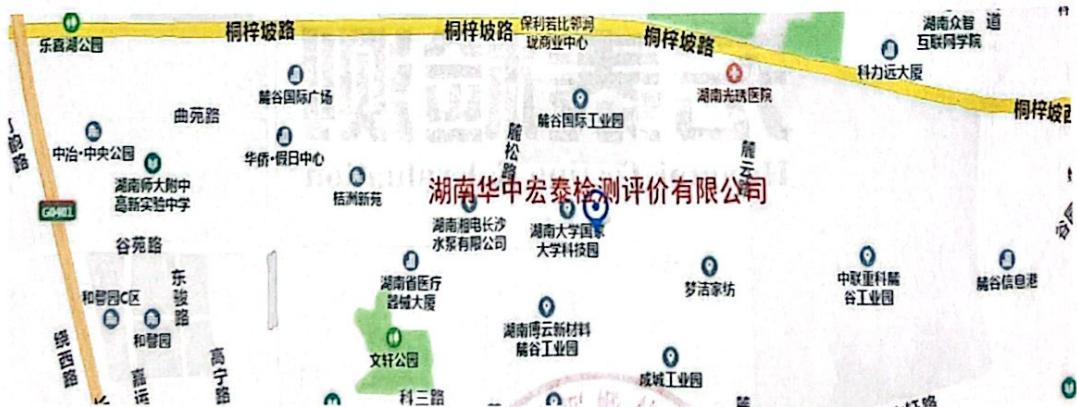 乐喜湖公园
桐梓坡路
桐梓坡路
保利若比邻润
珑商业中心
桐梓坡路
湖南众智
互联网学院
道
科力远大厦
桐梓坡西
麓谷国际广场
湖南光琇医院
曲苑路
麓谷国际工业园
中冶·中央公园
华侨·假日中心
麓松路
麓云
湖南师大附中
高新实验中学
桔洲新苑
湖南华中宏泰检测评价有限公司
G0401
湖南湘电长沙
水泵有限公司
湖南大学国家
大学科技园
谷苑路
东骏路
湖南省医疗
器械大厦
梦洁家纺
中联重科麓
谷工业园
麓谷信息港
和馨园C区
和馨园
湖南博云新材料
麓谷工业园
绕西路
文轩公园
成城工业园
高宁路
嘉运
科三路